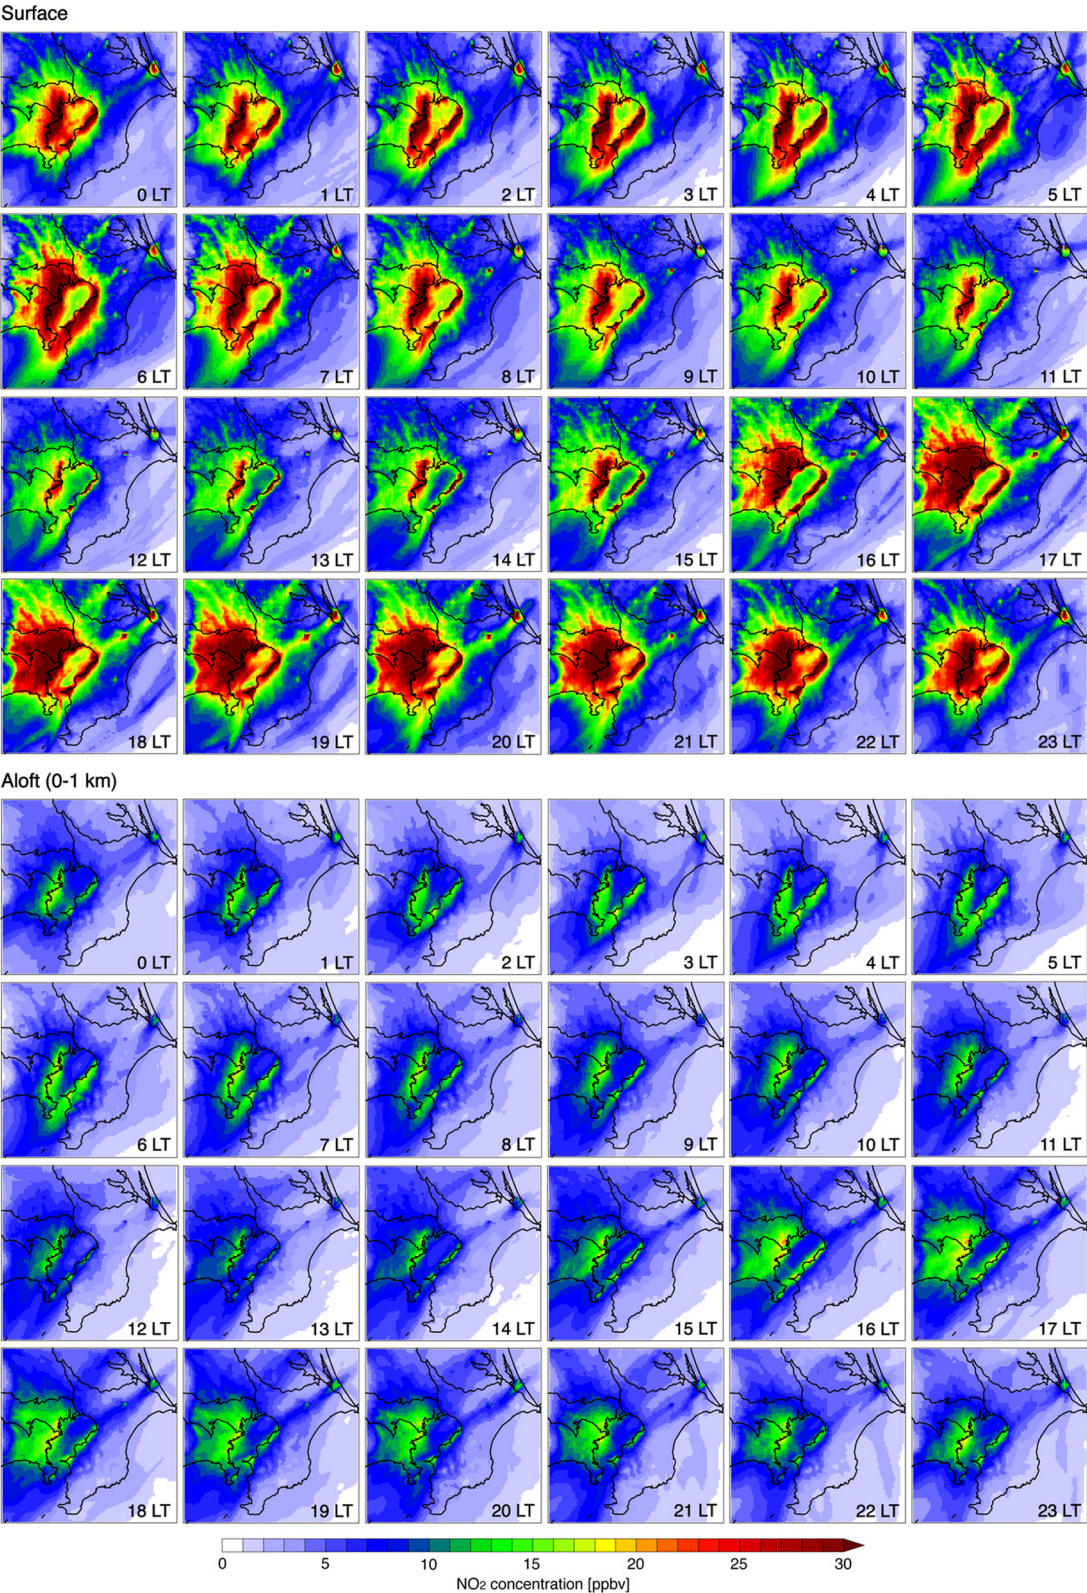 Surface
0 LT 1 LT 2 LT 3 LT 4 LT 5 LT
6 LT 7 LT 8 LT 9 LT 10 LT 11 LT
12 LT 13 LT 14 LT 15 LT 16 LT 17 LT
18 LT 19 LT 20 LT 21 LT 22 LT 23 LT
Aloft (0-1 km)
0 LT 1 LT 2 LT 3 LT 4 LT 5 LT
6 LT 7 LT 8 LT 9 LT 10 LT 11 LT
12 LT 13 LT 14 LT 15 LT 16 LT 17 LT
18 LT 19 LT 20 LT 21 LT 22 LT 23 LT
0 5 10 15 20 25 30
NO2 concentration [ppbv]